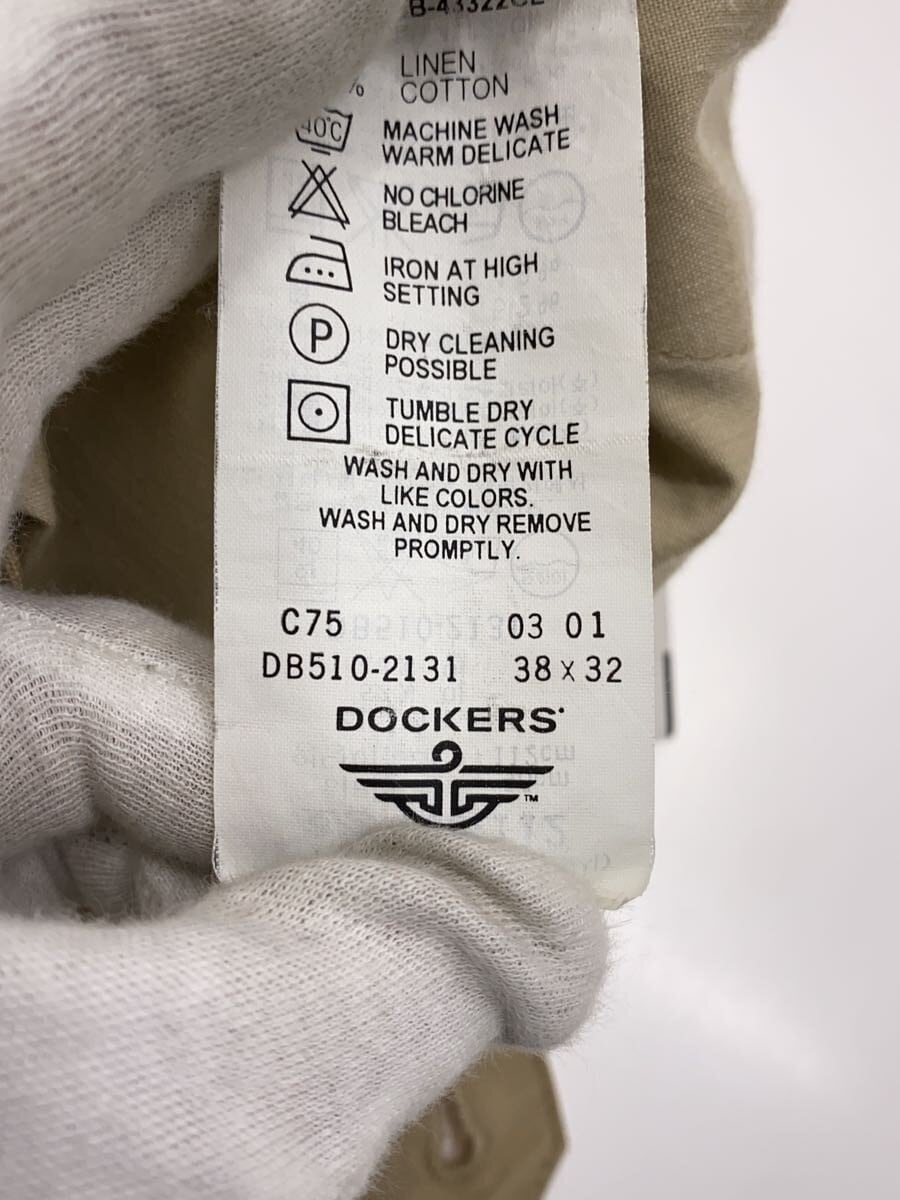 %
LINEN
COTTON
40°C
MACHINE WASH
WARM DELICATE
NO CHLORINE
BLEACH
IRON AT HIGH
SETTING
P
DRY CLEANING
POSSIBLE
TUMBLE DRY
DELICATE CYCLE
WASH AND DRY WITH
LIKE COLORS.
WASH AND DRY REMOVE
PROMPTLY.
C75 03 01
DB510-2131 38 X 32
DOCKERS
™